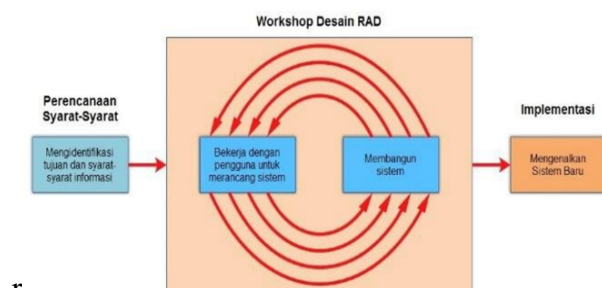 Workshop Desain RAD
Perencanaan
Syarat-Syarat
Mengidentifikasi
tujuan dan syarat-
syarat informasi
Bekerja dengan
pengguna untuk
merancang sistem
Membangun
sistem
Implementasi
Mengenalkan
Sistem Baru
r